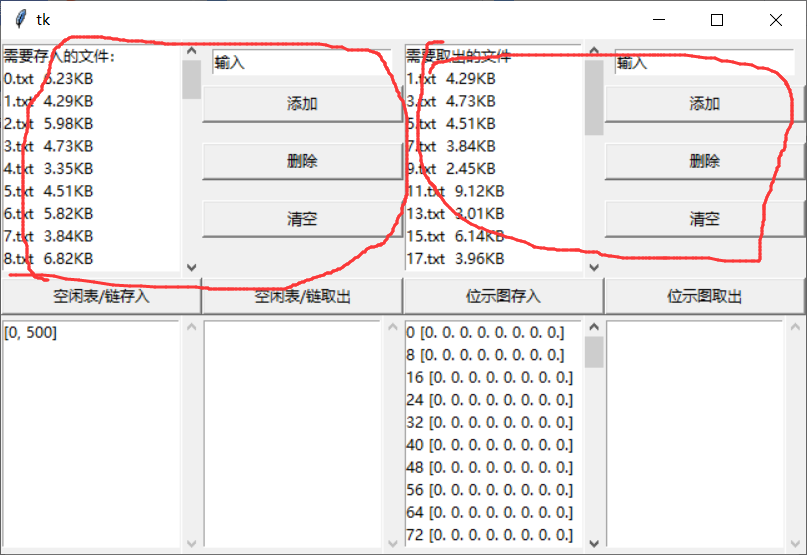 tk
需要存入的文件:
0.txt 6.23KB
1.txt 4.29KB
2.txt 5.98KB
3.txt 4.73KB
4.txt 3.35KB
5.txt 4.51KB
6.txt 5.82KB
7.txt 3.84KB
8.txt 6.82KB
输入
添加
删除
清空
需要取出的文件
1.txt 4.29KB
3.txt 4.73KB
5.txt 4.51KB
7.txt 3.84KB
9.txt 2.45KB
11.txt 9.12KB
13.txt 3.01KB
15.txt 6.14KB
17.txt 3.96KB
输入
添加
删除
清空
空闲表/链存入
空闲表/链取出
位示图存入
位示图取出
[0, 500]
0 [0. 0. 0. 0. 0. 0. 0. 0.]
8 [0. 0. 0. 0. 0. 0. 0. 0.]
16 [0. 0. 0. 0. 0. 0. 0. 0.]
24 [0. 0. 0. 0. 0. 0. 0. 0.]
32 [0. 0. 0. 0. 0. 0. 0. 0.]
40 [0. 0. 0. 0. 0. 0. 0. 0.]
48 [0. 0. 0. 0. 0. 0. 0. 0.]
56 [0. 0. 0. 0. 0. 0. 0. 0.]
64 [0. 0. 0. 0. 0. 0. 0. 0.]
72 [0. 0. 0. 0. 0. 0. 0. 0.]